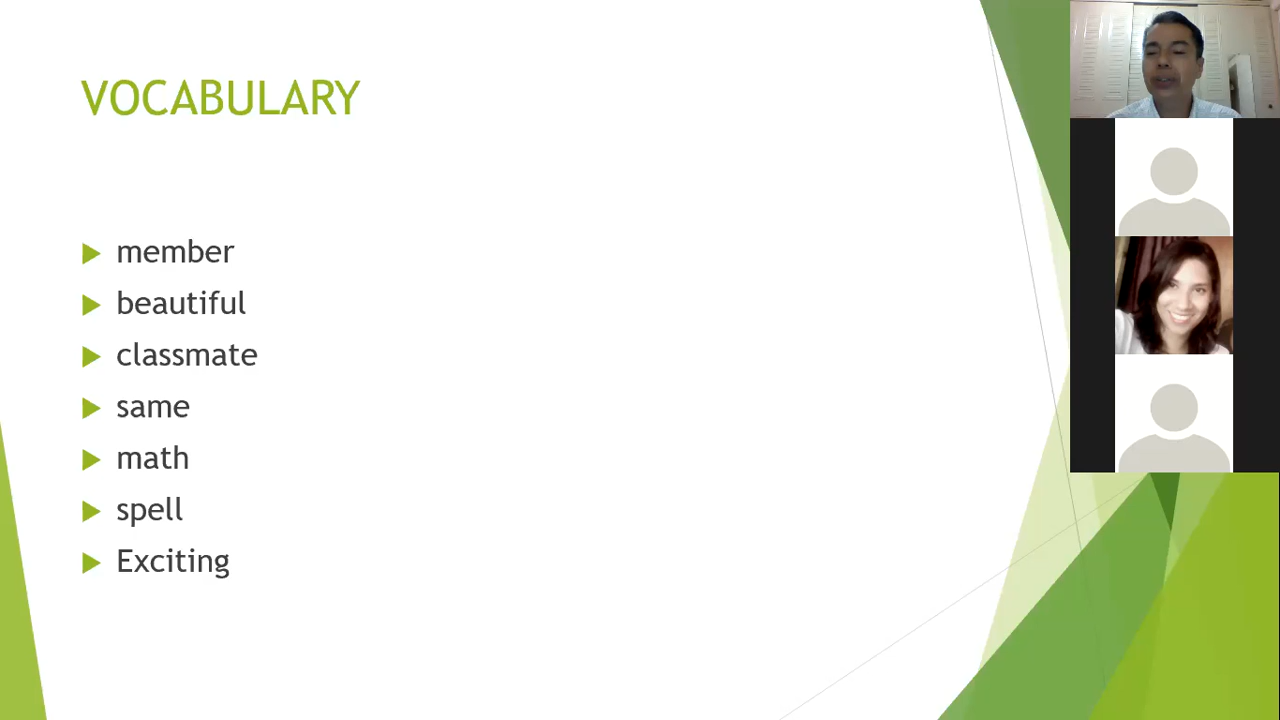 VOCABULARY
member
beautiful
classmate
same
math
spell
Exciting